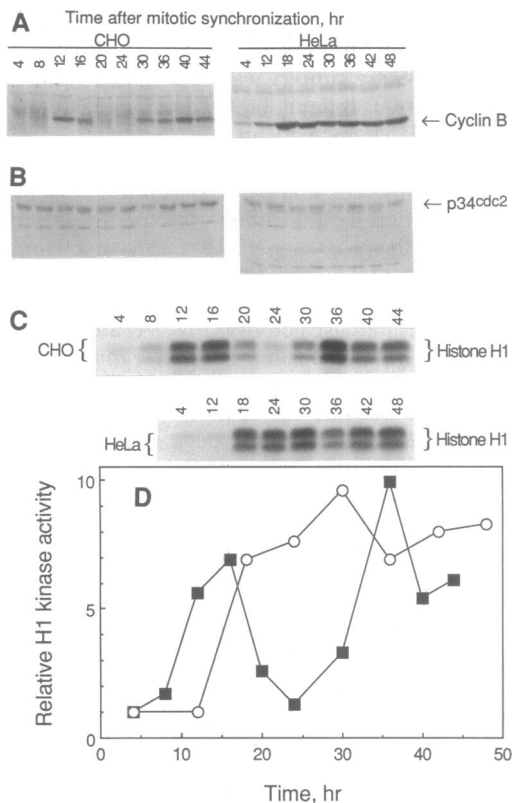 A
Time after mitotic synchronization, hr
CHO
HeLa
4 8 12 16 20 24 30 36 40 44
4 12 18 24 30 36 42 48
← Cyclin B
B
← p34cdc2
C
4 8 12 16 20 24 30 36 40 44
CHO { } Histone H1
4 12 18 24 30 36 42 48
HeLa { } Histone H1
D
Relative H1 kinase activity
10
5
0
0 10 20 30 40 50
Time, hr